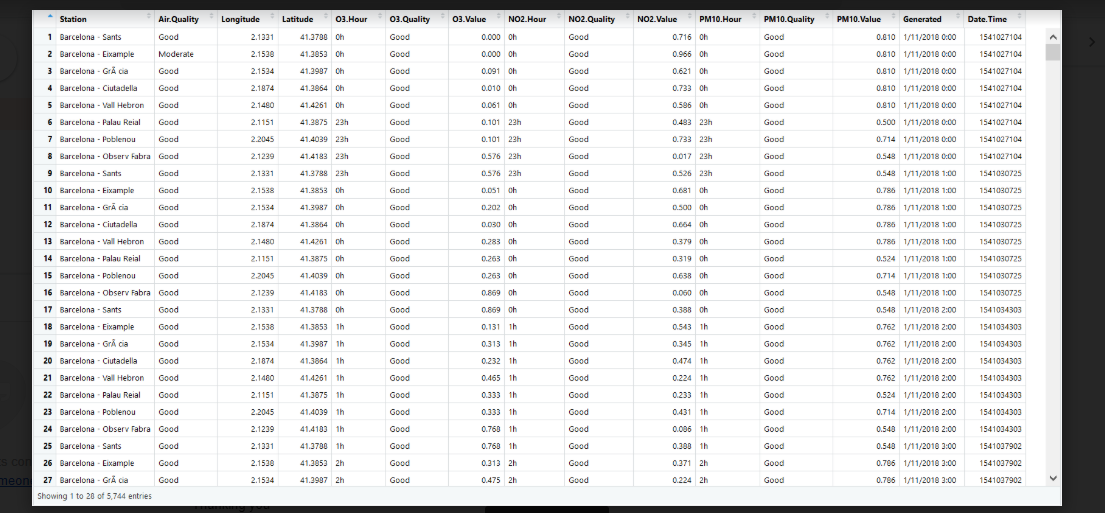 Station Air.Quality Longitude Latitude O3.Hour O3.Quality O3.Value NO2.Hour NO2.Quality NO2.Value PM10.Hour PM10.Quality PM10.Value Generated Date.Time
1 Barcelona - Sants Good 2.1331 41.3788 0h Good 0.000 0h Good 0.716 0h Good 0.810 1/11/2018 0:00 1541027104
2 Barcelona - Eixample Moderate 2.1538 41.3853 0h Good 0.000 0h Good 0.966 0h Good 0.810 1/11/2018 0:00 1541027104
3 Barcelona - GrÃ cia Good 2.1534 41.3987 0h Good 0.091 0h Good 0.621 0h Good 0.810 1/11/2018 0:00 1541027104
4 Barcelona - Ciutadella Good 2.1874 41.3864 0h Good 0.010 0h Good 0.733 0h Good 0.810 1/11/2018 0:00 1541027104
5 Barcelona - Vall Hebron Good 2.1480 41.4261 0h Good 0.061 0h Good 0.586 0h Good 0.810 1/11/2018 0:00 1541027104
6 Barcelona - Palau Reial Good 2.1151 41.3875 23h Good 0.101 23h Good 0.483 23h Good 0.500 1/11/2018 0:00 1541027104
7 Barcelona - Poblenou Good 2.2045 41.4039 23h Good 0.101 23h Good 0.733 23h Good 0.714 1/11/2018 0:00 1541027104
8 Barcelona - Observ Fabra Good 2.1239 41.4183 23h Good 0.576 23h Good 0.017 23h Good 0.548 1/11/2018 0:00 1541027104
9 Barcelona - Sants Good 2.1331 41.3788 23h Good 0.576 23h Good 0.526 23h Good 0.548 1/11/2018 1:00 1541030725
10 Barcelona - Eixample Good 2.1538 41.3853 0h Good 0.051 0h Good 0.681 0h Good 0.786 1/11/2018 1:00 1541030725
11 Barcelona - GrÃ cia Good 2.1534 41.3987 0h Good 0.202 0h Good 0.500 0h Good 0.786 1/11/2018 1:00 1541030725
12 Barcelona - Ciutadella Good 2.1874 41.3864 0h Good 0.030 0h Good 0.664 0h Good 0.786 1/11/2018 1:00 1541030725
13 Barcelona - Vall Hebron Good 2.1480 41.4261 0h Good 0.283 0h Good 0.379 0h Good 0.786 1/11/2018 1:00 1541030725
14 Barcelona - Palau Reial Good 2.1151 41.3875 0h Good 0.263 0h Good 0.319 0h Good 0.524 1/11/2018 1:00 1541030725
15 Barcelona - Poblenou Good 2.2045 41.4039 0h Good 0.263 0h Good 0.638 0h Good 0.714 1/11/2018 1:00 1541030725
16 Barcelona - Observ Fabra Good 2.1239 41.4183 0h Good 0.869 0h Good 0.060 0h Good 0.548 1/11/2018 1:00 1541030725
17 Barcelona - Sants Good 2.1331 41.3788 0h Good 0.869 0h Good 0.388 0h Good 0.548 1/11/2018 2:00 1541034303
18 Barcelona - Eixample Good 2.1538 41.3853 1h Good 0.131 1h Good 0.543 1h Good 0.762 1/11/2018 2:00 1541034303
19 Barcelona - GrÃ cia Good 2.1534 41.3987 1h Good 0.313 1h Good 0.345 1h Good 0.762 1/11/2018 2:00 1541034303
20 Barcelona - Ciutadella Good 2.1874 41.3864 1h Good 0.232 1h Good 0.474 1h Good 0.762 1/11/2018 2:00 1541034303
21 Barcelona - Vall Hebron Good 2.1480 41.4261 1h Good 0.465 1h Good 0.224 1h Good 0.762 1/11/2018 2:00 1541034303
22 Barcelona - Palau Reial Good 2.1151 41.3875 1h Good 0.333 1h Good 0.233 1h Good 0.524 1/11/2018 2:00 1541034303
23 Barcelona - Poblenou Good 2.2045 41.4039 1h Good 0.333 1h Good 0.431 1h Good 0.714 1/11/2018 2:00 1541034303
24 Barcelona - Observ Fabra Good 2.1239 41.4183 1h Good 0.768 1h Good 0.086 1h Good 0.548 1/11/2018 2:00 1541034303
25 Barcelona - Sants Good 2.1331 41.3788 1h Good 0.768 1h Good 0.388 1h Good 0.548 1/11/2018 3:00 1541037902
26 Barcelona - Eixample Good 2.1538 41.3853 2h Good 0.313 2h Good 0.371 2h Good 0.786 1/11/2018 3:00 1541037902
27 Barcelona - GrÃ cia Good 2.1534 41.3987 2h Good 0.475 2h Good 0.224 2h Good 0.786 1/11/2018 3:00 1541037902
Showing 1 to 28 of 5,744 entries